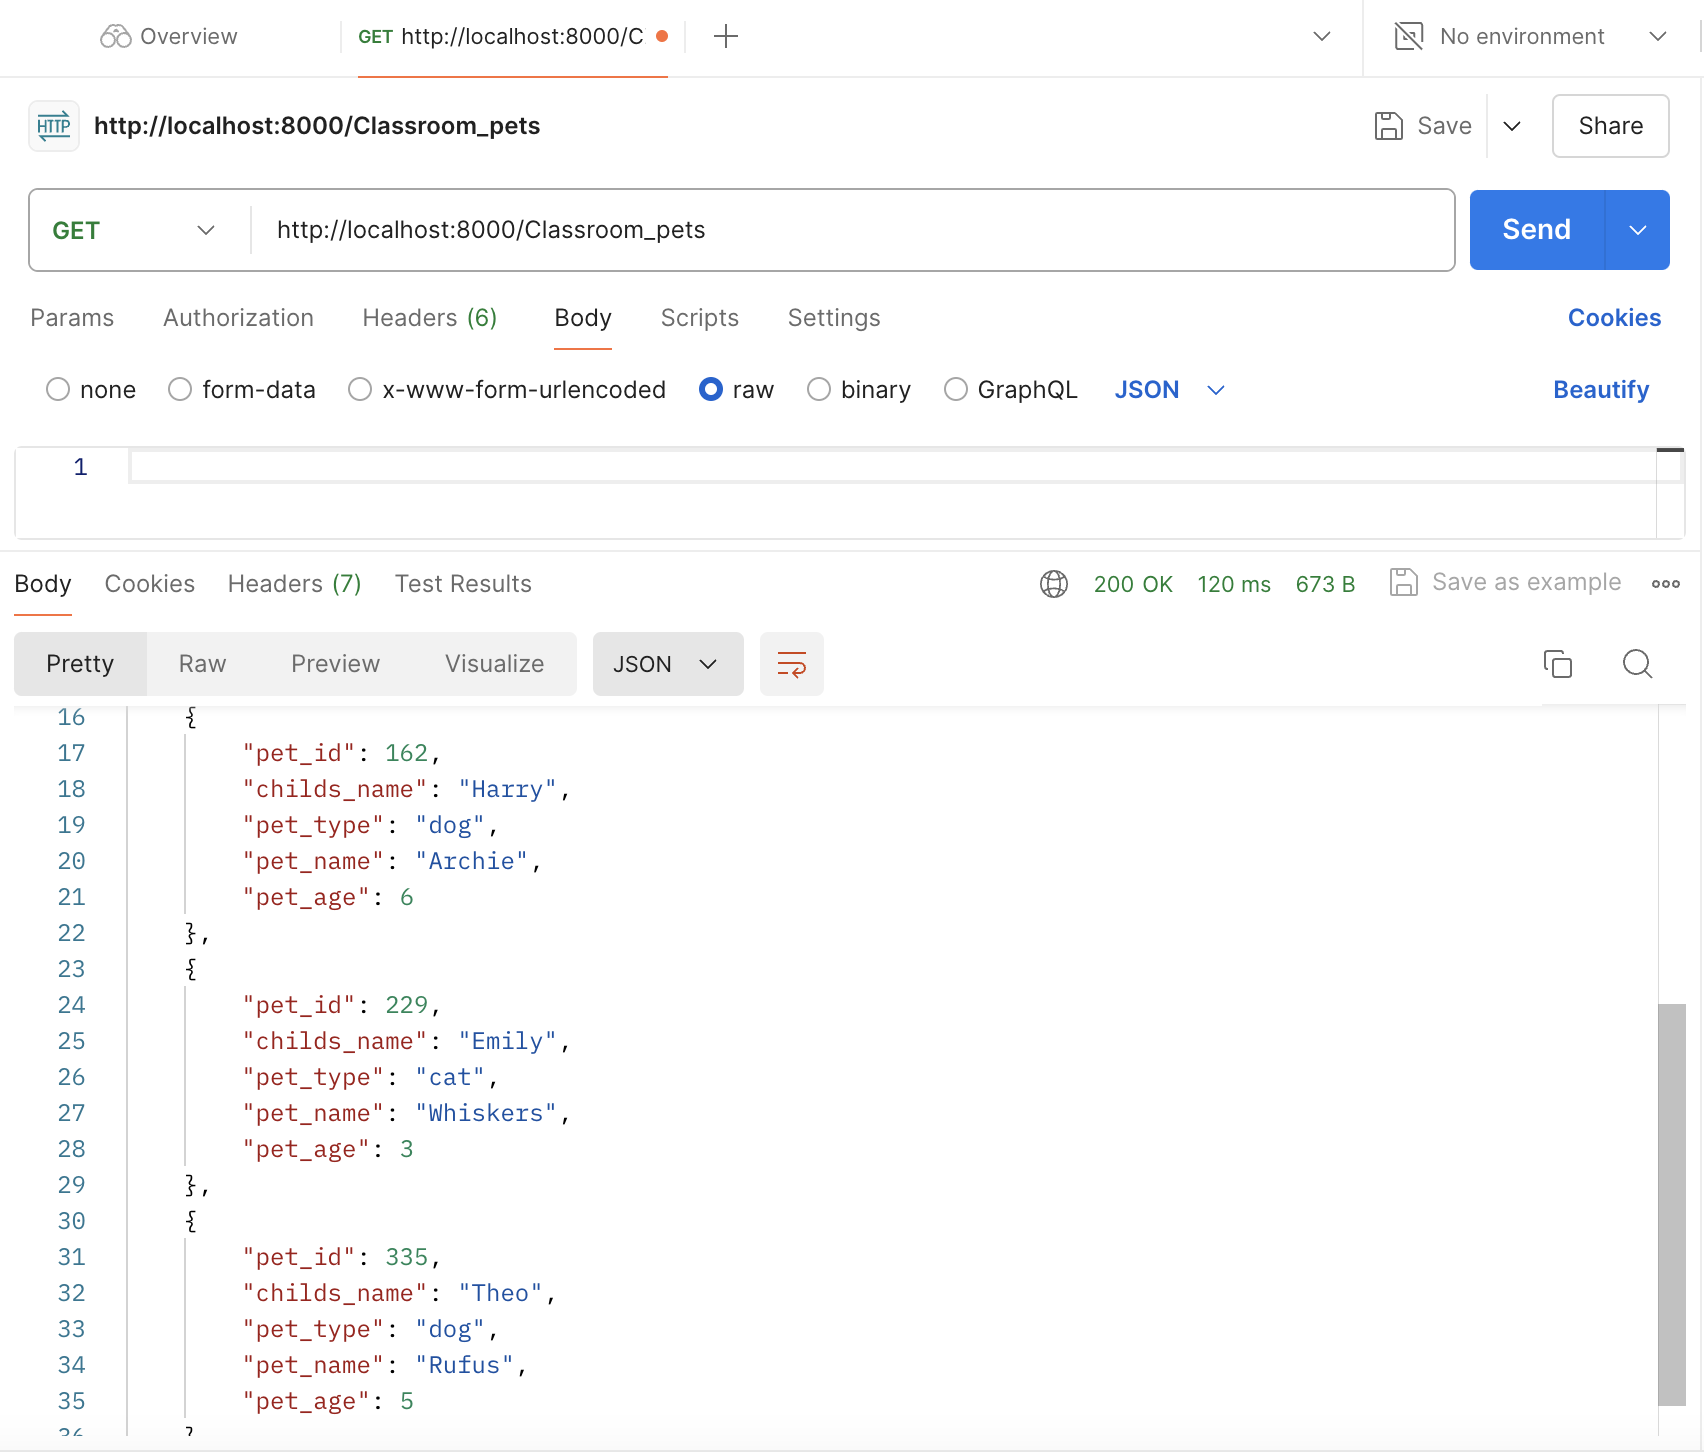 Overview
GET http://localhost:8000/C
No environment
HTTP
http://localhost:8000/Classroom_pets
Save
Share
GET
http://localhost:8000/Classroom_pets
Send
Params Authorization Headers (6) Body Scripts Settings Cookies
none form-data x-www-form-urlencoded raw binary GraphQL JSON Beautify
1
Body Cookies Headers (7) Test Results 200 OK 120 ms 673 B Save as example
Pretty Raw Preview Visualize JSON
16 {
17 "pet_id": 162,
18 "childs_name": "Harry",
19 "pet_type": "dog",
20 "pet_name": "Archie",
21 "pet_age": 6
22 },
23 {
24 "pet_id": 229,
25 "childs_name": "Emily",
26 "pet_type": "cat",
27 "pet_name": "Whiskers",
28 "pet_age": 3
29 },
30 {
31 "pet_id": 335,
32 "childs_name": "Theo",
33 "pet_type": "dog",
34 "pet_name": "Rufus",
35 "pet_age": 5